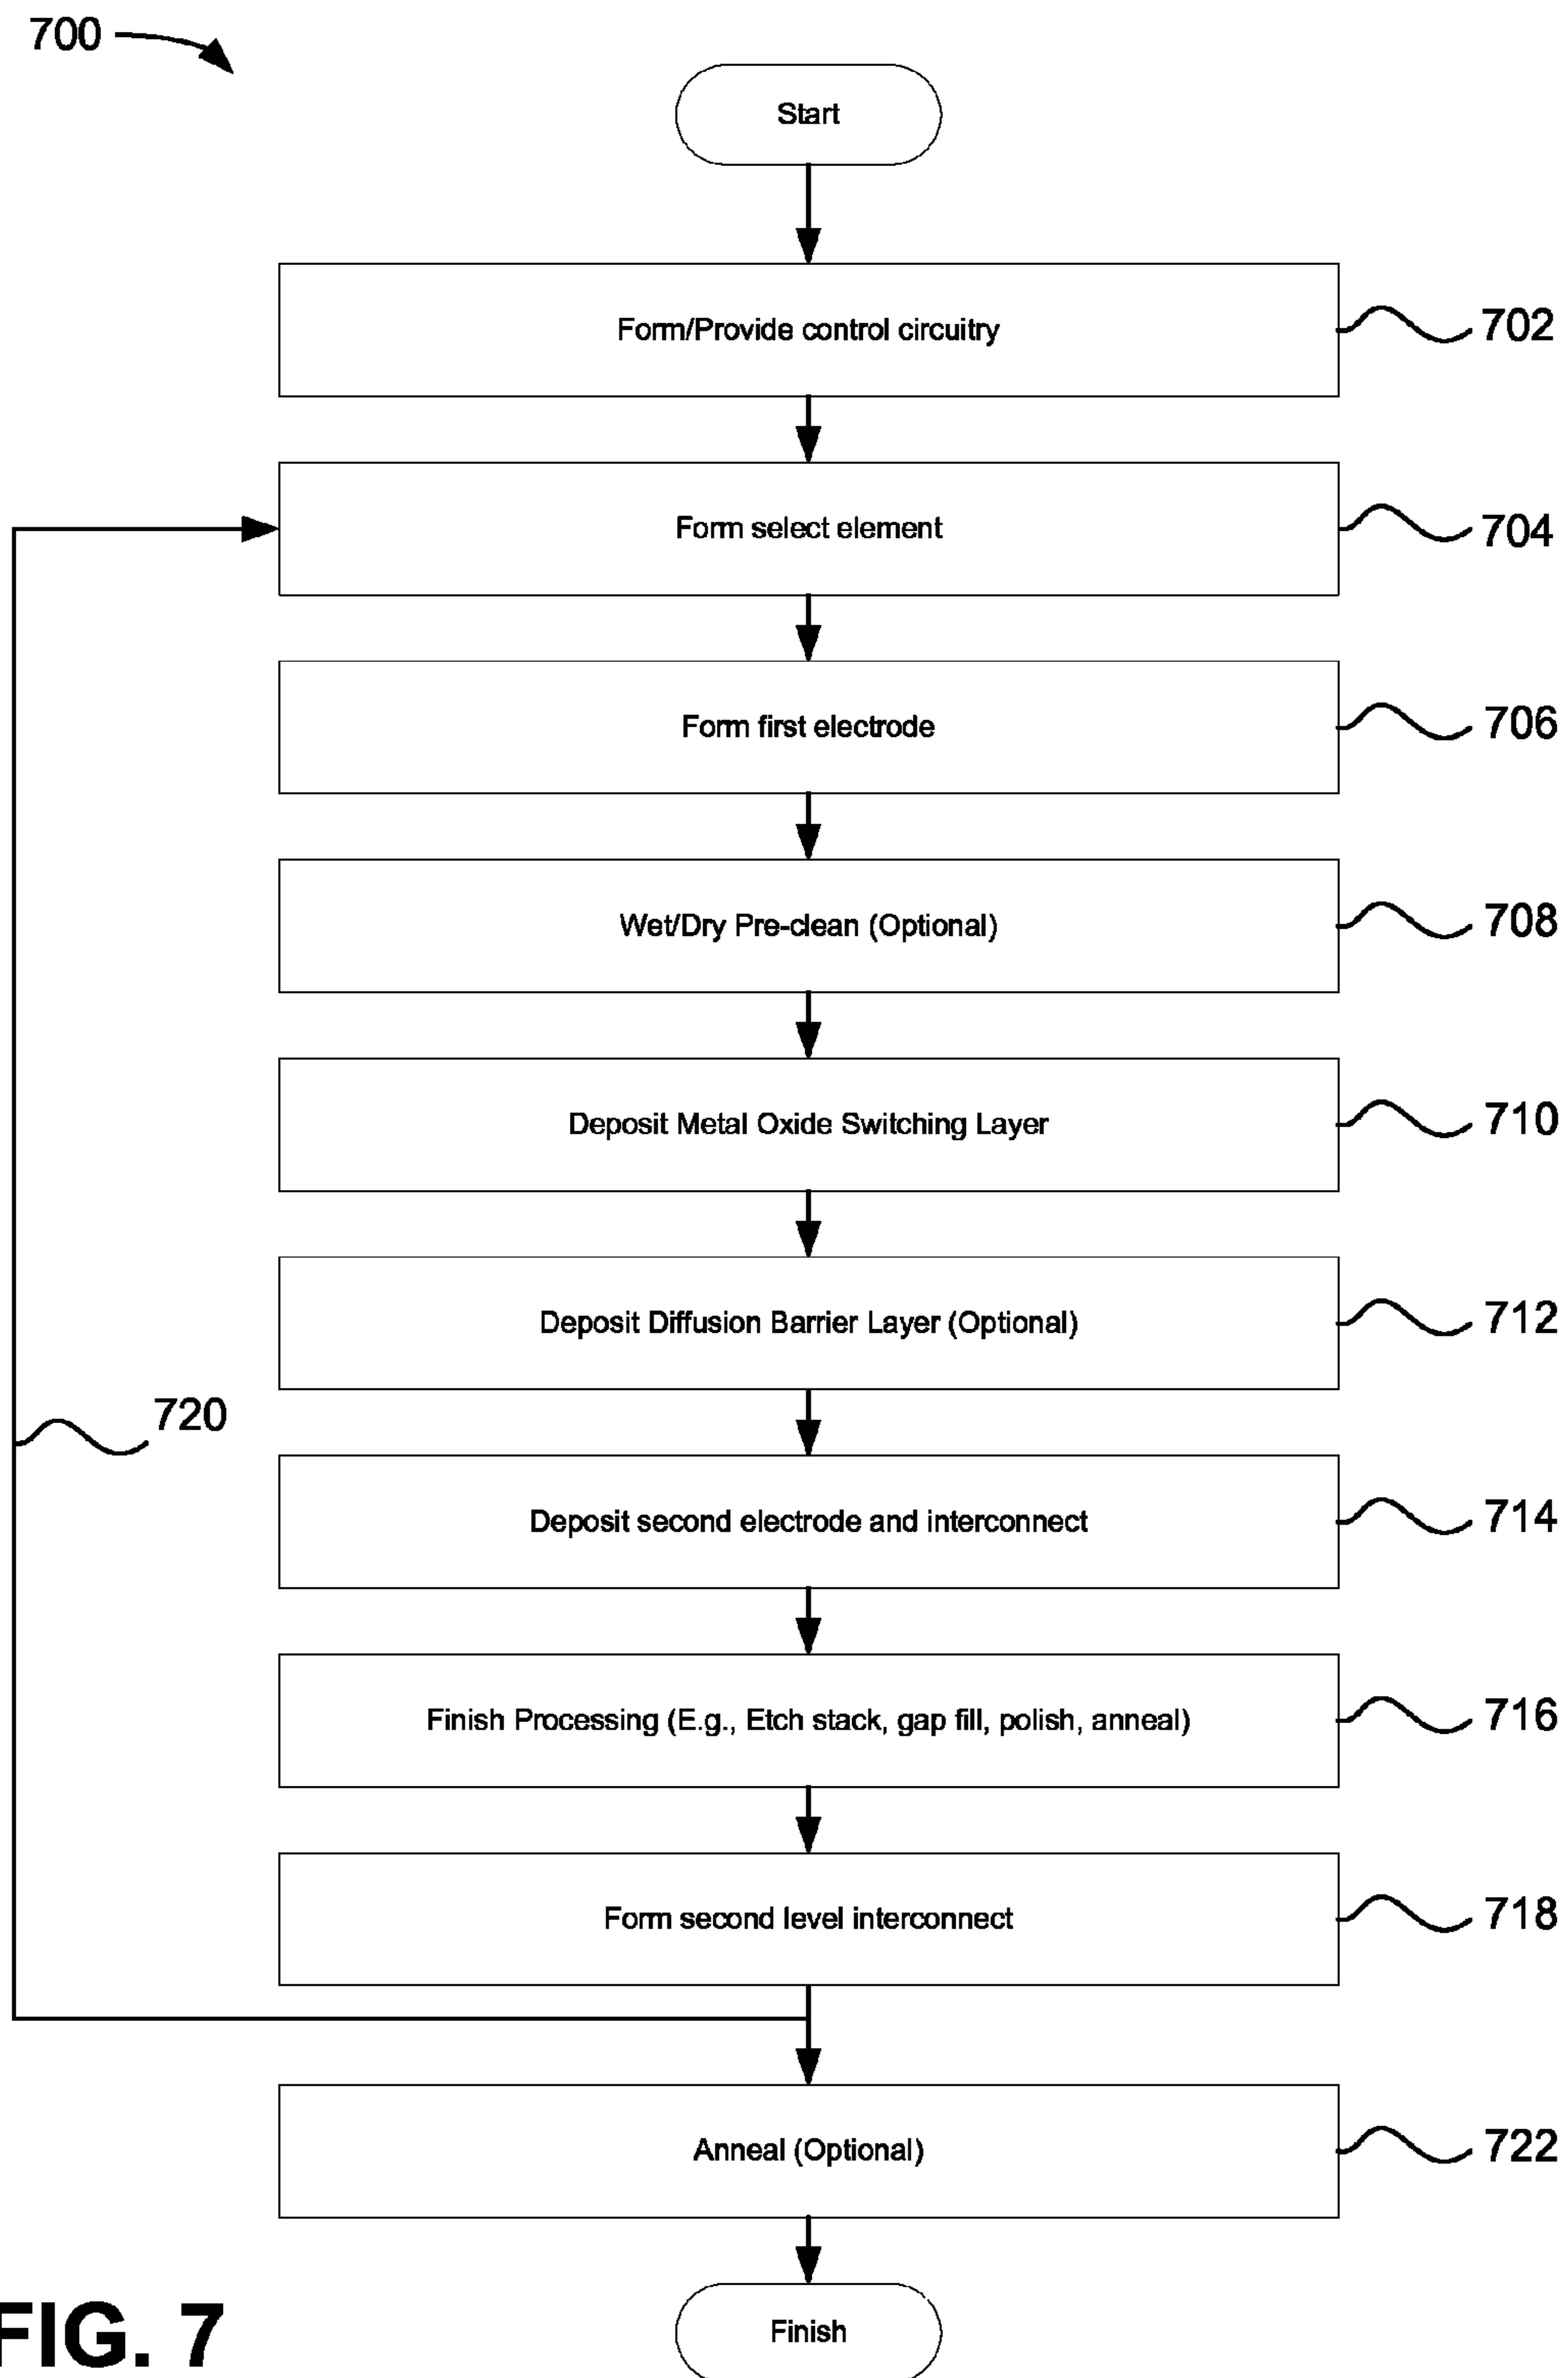 700
Start
Form/Provide control circuitry
702
Form select element
704
Form first electrode
706
Wet/Dry Pre-clean (Optional)
708
Deposit Metal Oxide Switching Layer
710
Deposit Diffusion Barrier Layer (Optional)
712
720
Deposit second electrode and interconnect
714
Finish Processing (E.g., Etch stack, gap fill, polish, anneal)
716
Form second level interconnect
718
Anneal (Optional)
722
Finish
FIG. 7